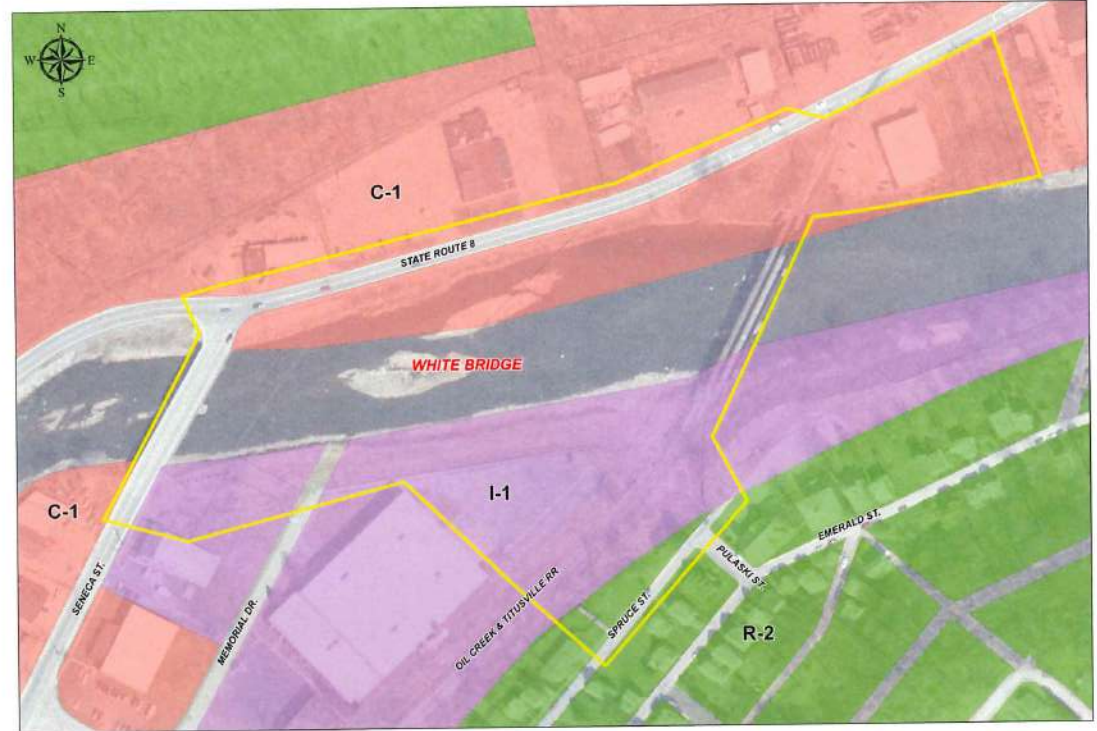 N
W E
S
C-1
STATE ROUTE 8
WHITE BRIDGE
I-1
C-1
SENECA ST.
MEMORIAL DR.
OIL CREEK & TITUSVILLE RR
SPRUCE ST.
PULASKI ST.
EMERALD ST.
R-2